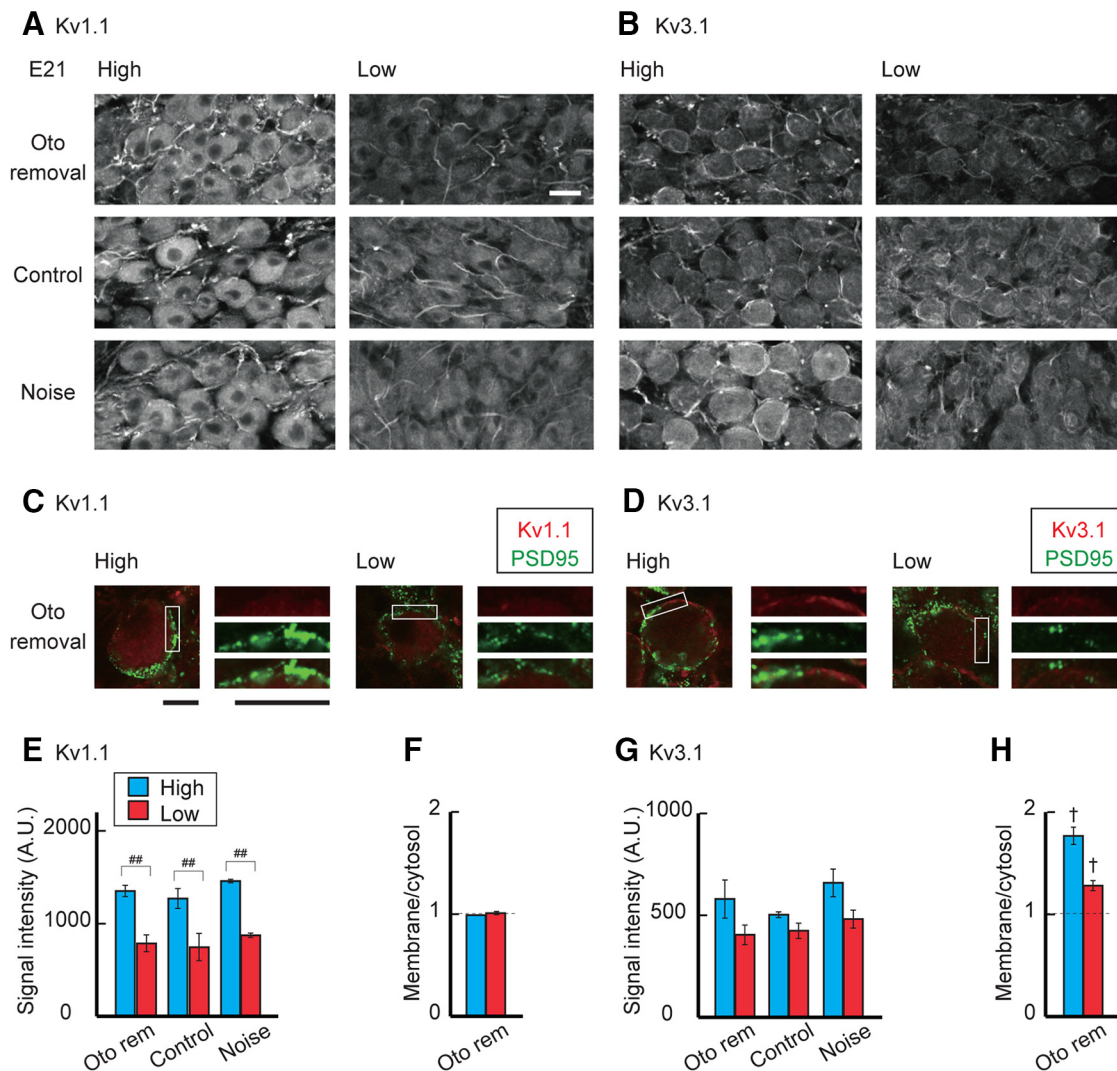 A Kv1.1
B Kv3.1
E21 High Low
High Low
Oto removal
Control
Noise
C Kv1.1
Kv1.1
PSD95
High Low
D Kv3.1
Kv3.1
PSD95
High Low
Oto removal
E Kv1.1
High
Low
Signal intensity (A.U.)
2000
1000
0
##
##
##
Oto rem
Control
Noise
F
Membrane/cytosol
2
1
0
Oto rem
G Kv3.1
Signal intensity (A.U.)
1000
500
0
Oto rem
Control
Noise
H
Membrane/cytosol
2
1
0
†
†
Oto rem